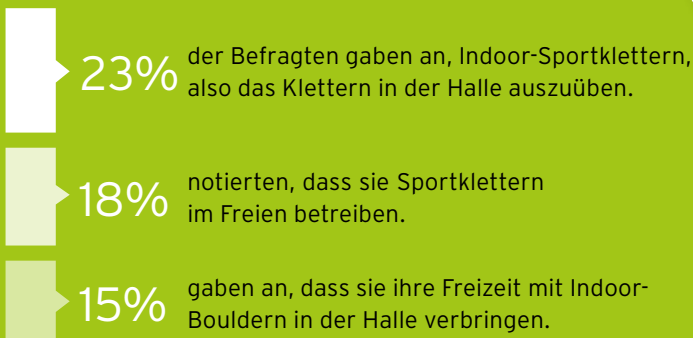 23% der Befragten gaben an, Indoor-Sportklettern,
also das Klettern in der Halle auszuüben.
18% notierten, dass sie Sportklettern
im Freien betreiben.
15% gaben an, dass sie ihre Freizeit mit Indoor-
Bouldern in der Halle verbringen.